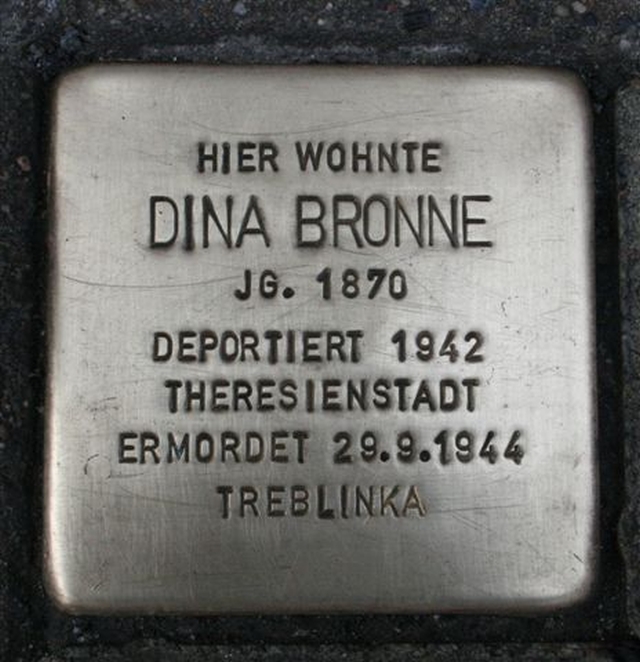 HIER WOHNTE
DINA BRONNE
JG. 1870
DEPORTIERT 1942
THERESIENSTADT
ERMORDET 29.9.1944
TREBLINKA